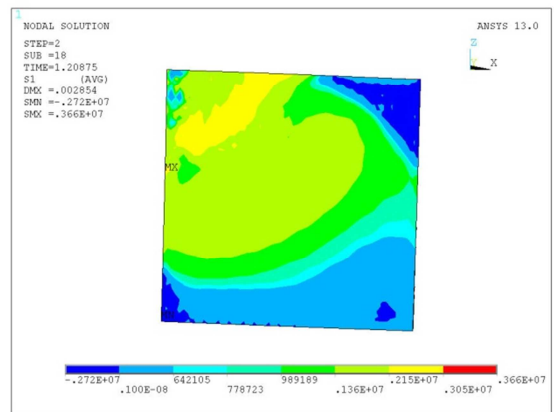 1
NODAL SOLUTION
ANSYS 13.0
STEP=2
SUB =18
TIME=1.20875
S1 (AVG)
DMX =.002854
SMN =-.272E+07
SMX =.366E+07
Z
Y X
MX
MN
-.272E+07 642105 989189 .215E+07 .366E+07
.100E-08 778723 .136E+07 .305E+07